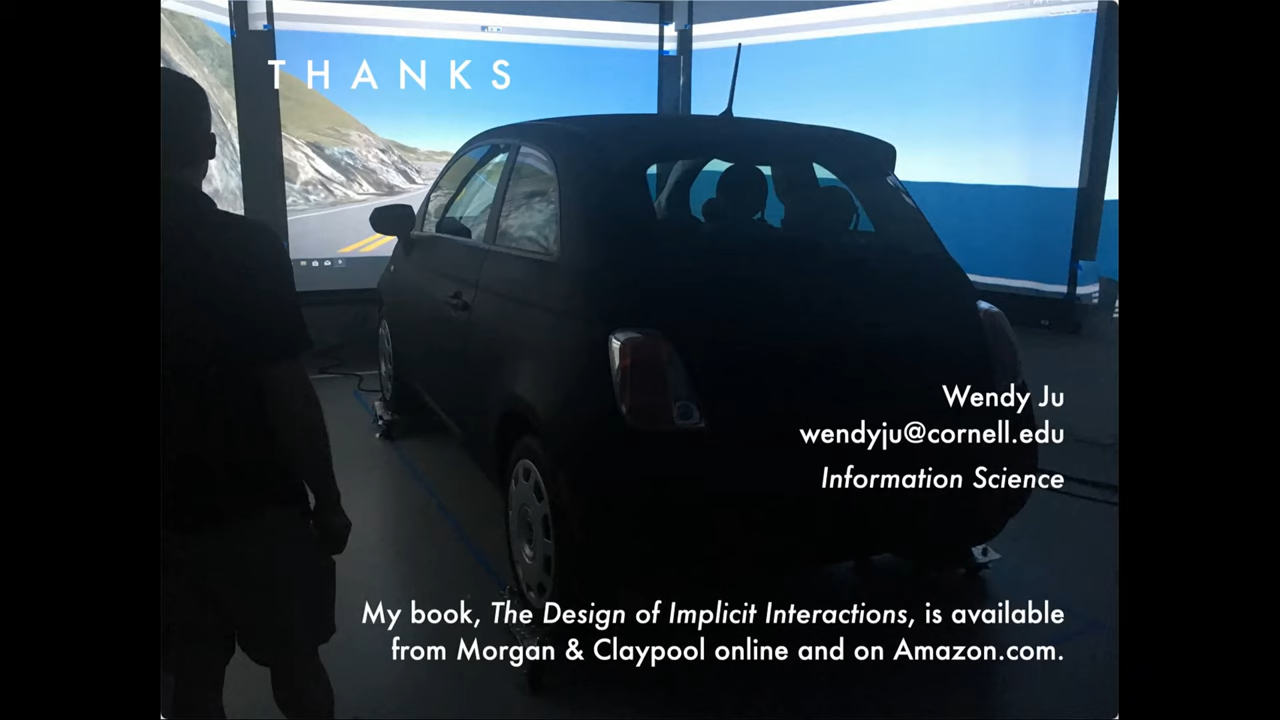 THANKS
Wendy Ju
wendyju@cornell.edu
Information Science
My book, The Design of Implicit Interactions, is available
from Morgan & Claypool online and on Amazon.com.